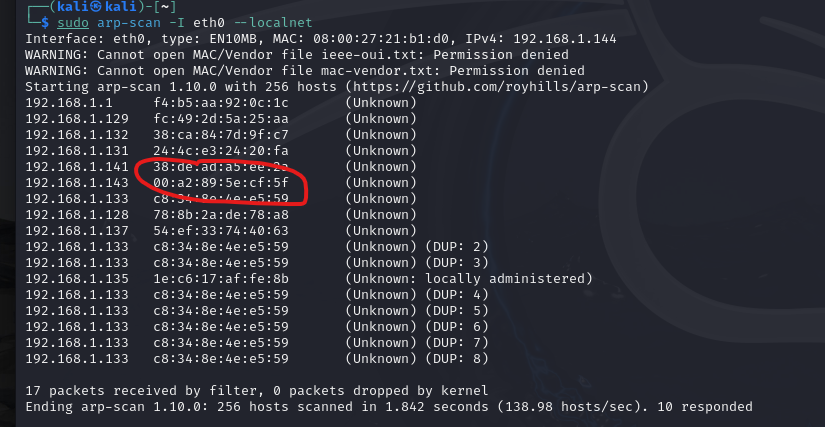 ┌──(kali㉿kali)-[~]
└─$ sudo arp-scan -I eth0 --localnet
Interface: eth0, type: EN10MB, MAC: 08:00:27:21:b1:d0, IPv4: 192.168.1.144
WARNING: Cannot open MAC/Vendor file ieee-oui.txt: Permission denied
WARNING: Cannot open MAC/Vendor file mac-vendor.txt: Permission denied
Starting arp-scan 1.10.0 with 256 hosts (https://github.com/royhills/arp-scan)
192.168.1.1 f4:b5:aa:92:0c:1c (Unknown)
192.168.1.129 fc:49:2d:5a:25:aa (Unknown)
192.168.1.132 38:ca:84:7d:9f:c7 (Unknown)
192.168.1.131 24:4c:e3:24:20:fa (Unknown)
192.168.1.141 38:de:ad:a5:ee:2a (Unknown)
192.168.1.143 00:a2:89:5e:cf:5f (Unknown)
192.168.1.133 c8:34:8e:4e:e5:59 (Unknown)
192.168.1.128 78:8b:2a:de:78:a8 (Unknown)
192.168.1.137 54:ef:33:74:40:63 (Unknown)
192.168.1.133 c8:34:8e:4e:e5:59 (Unknown) (DUP: 2)
192.168.1.133 c8:34:8e:4e:e5:59 (Unknown) (DUP: 3)
192.168.1.135 1e:c6:17:af:fe:8b (Unknown: locally administered)
192.168.1.133 c8:34:8e:4e:e5:59 (Unknown) (DUP: 4)
192.168.1.133 c8:34:8e:4e:e5:59 (Unknown) (DUP: 5)
192.168.1.133 c8:34:8e:4e:e5:59 (Unknown) (DUP: 6)
192.168.1.133 c8:34:8e:4e:e5:59 (Unknown) (DUP: 7)
192.168.1.133 c8:34:8e:4e:e5:59 (Unknown) (DUP: 8)
17 packets received by filter, 0 packets dropped by kernel
Ending arp-scan 1.10.0: 256 hosts scanned in 1.842 seconds (138.98 hosts/sec). 10 responded